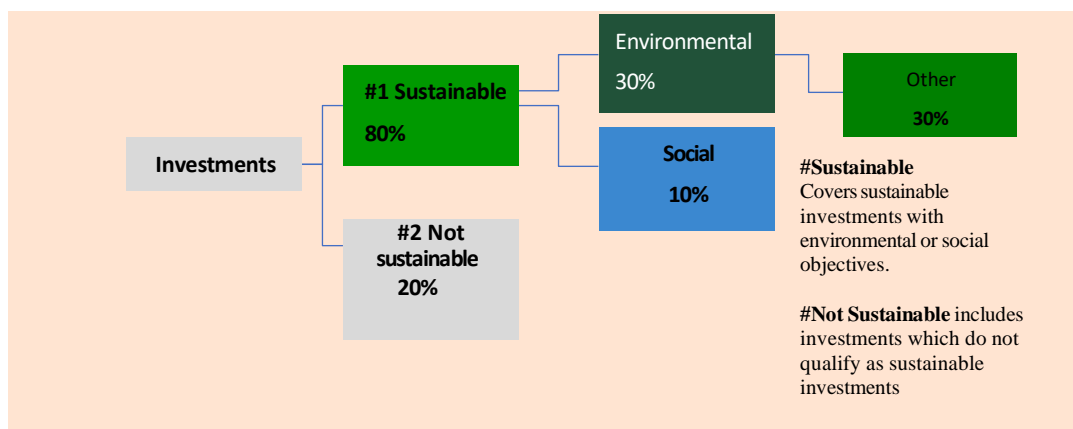 Investments
#1 Sustainable
80%
#2 Not
sustainable
20%
Environmental
30%
Social
10%
Other
30%
#Sustainable
Covers sustainable
investments with
environmental or social
objectives.
#Not Sustainable includes
investments which do not
qualify as sustainable
investments